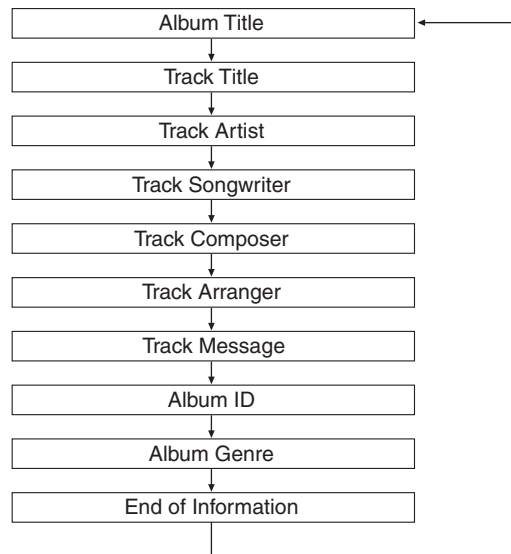 Album Title
Track Title
Track Artist
Track Songwriter
Track Composer
Track Arranger
Track Message
Album ID
Album Genre
End of Information